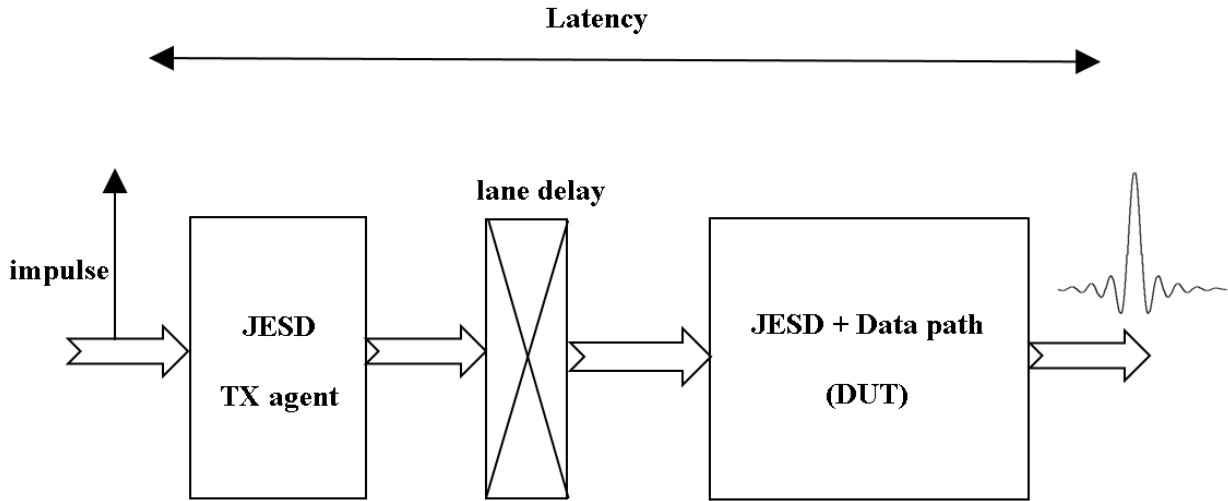 Latency
lane delay
impulse
JESD
TX agent
JESD + Data path
(DUT)